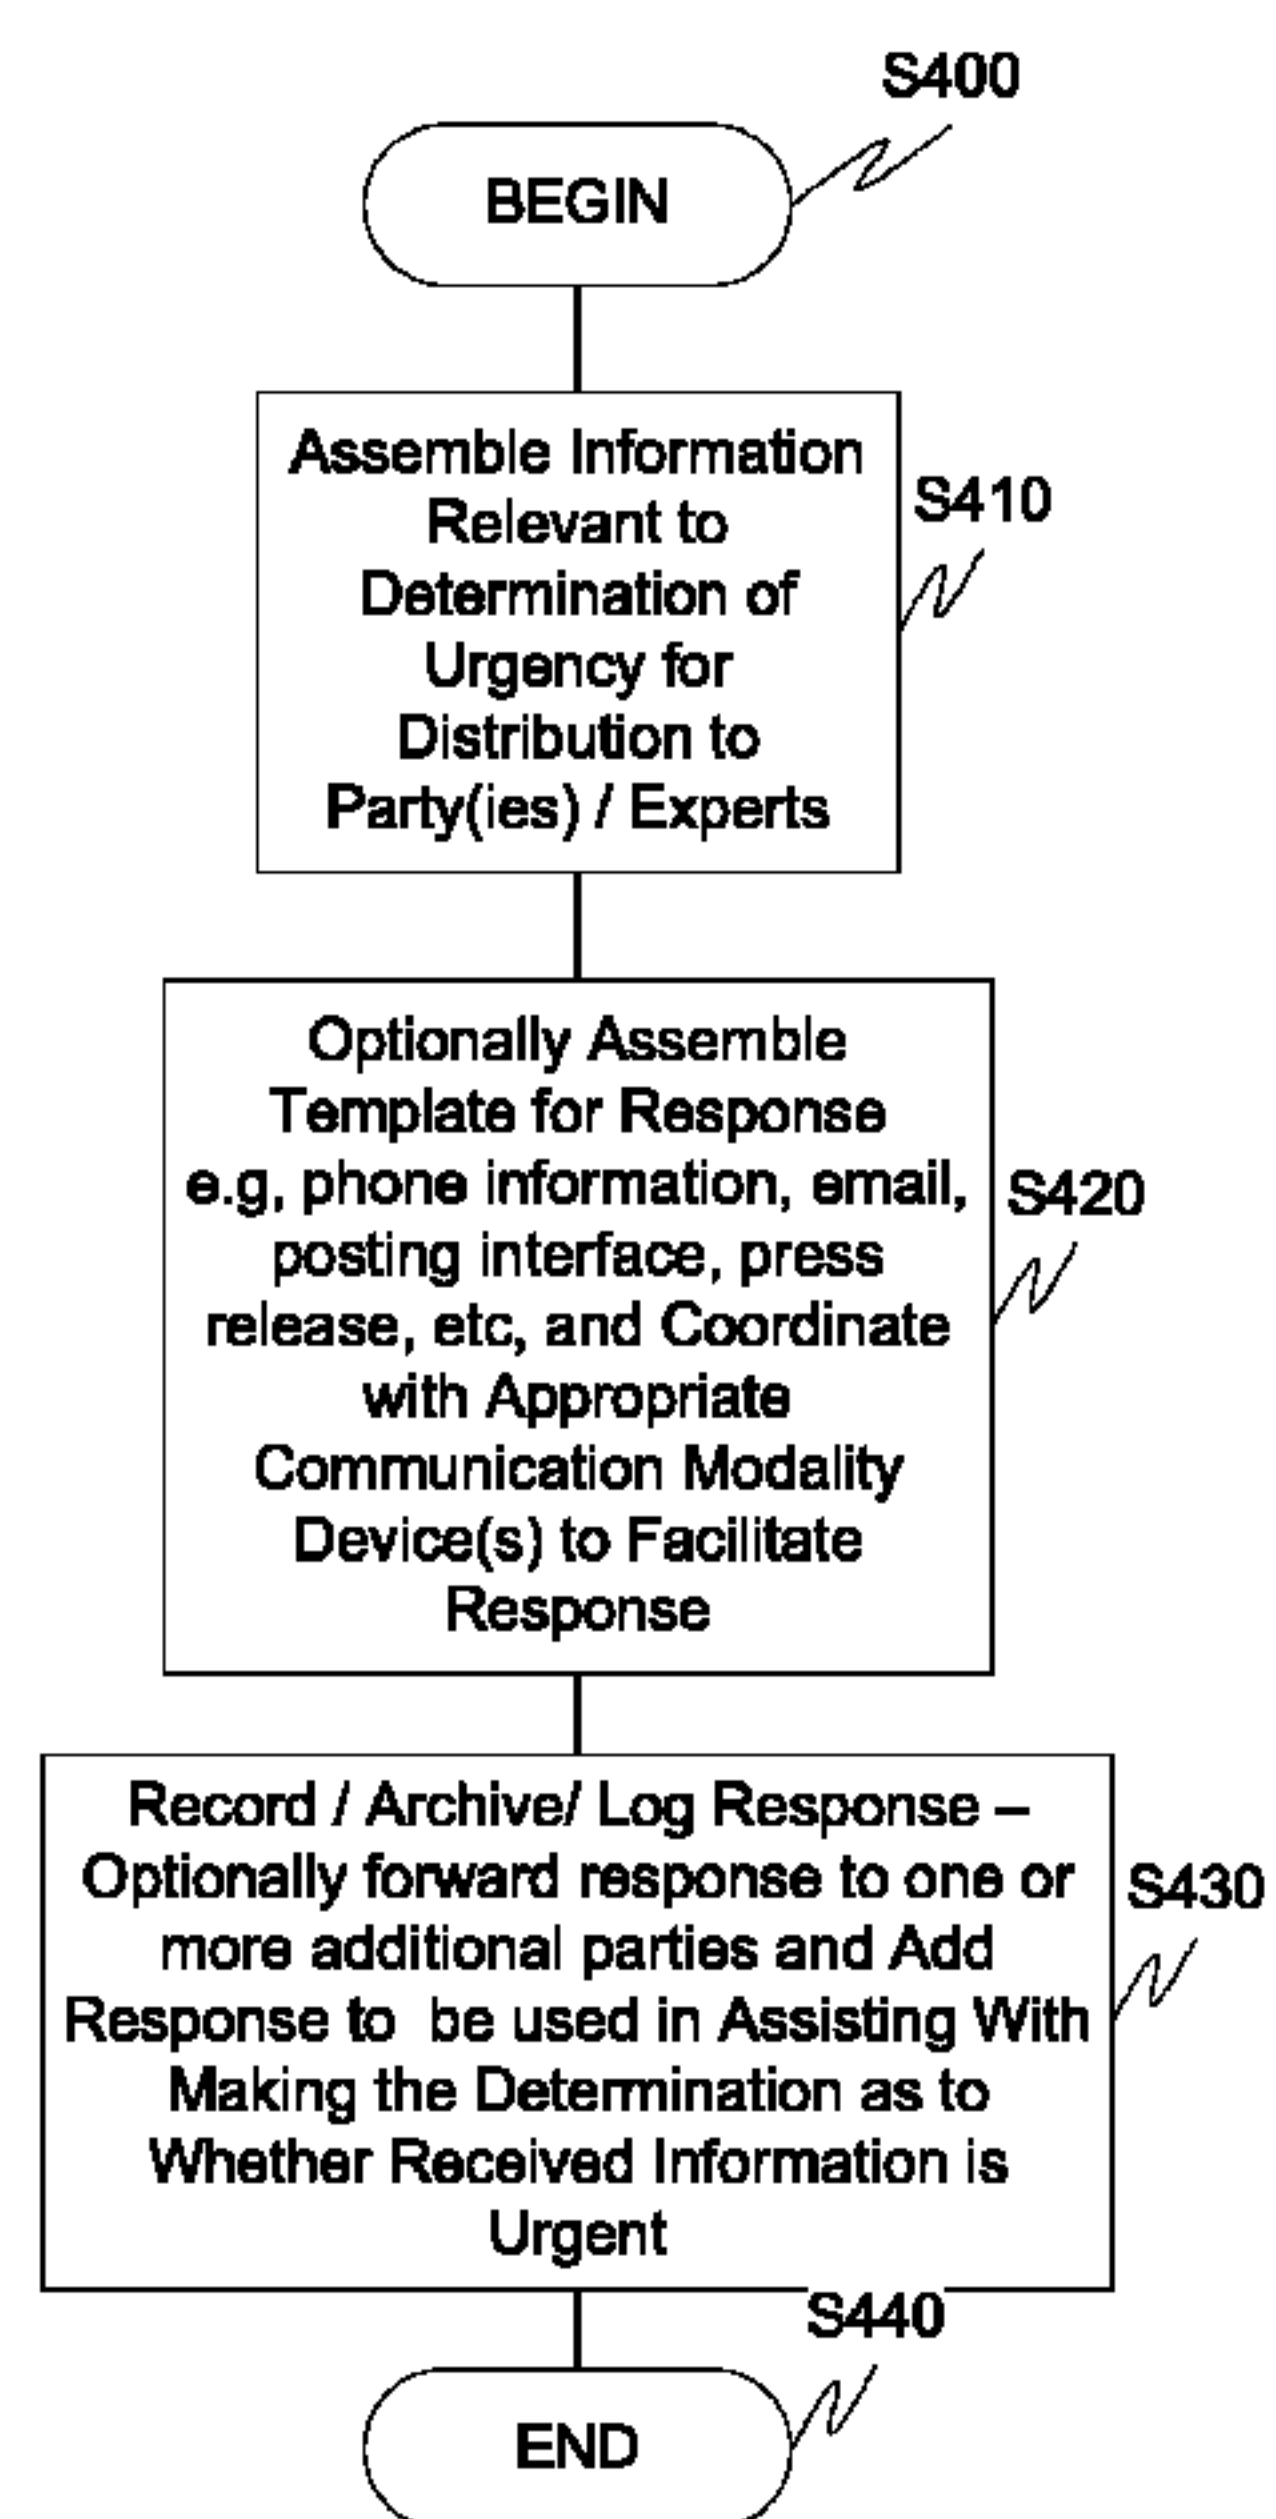 S400
BEGIN
Assemble Information
Relevant to
Determination of
Urgency for
Distribution to
Party(ies) / Experts
S410
Optionally Assemble
Template for Response
e.g, phone information, email,
posting interface, press
release, etc, and Coordinate
with Appropriate
Communication Modality
Device(s) to Facilitate
Response
S420
Record / Archive/ Log Response –
Optionally forward response to one or
more additional parties and Add
Response to  be used in Assisting With
Making the Determination as to
Whether Received Information is
Urgent
S430
S440
END